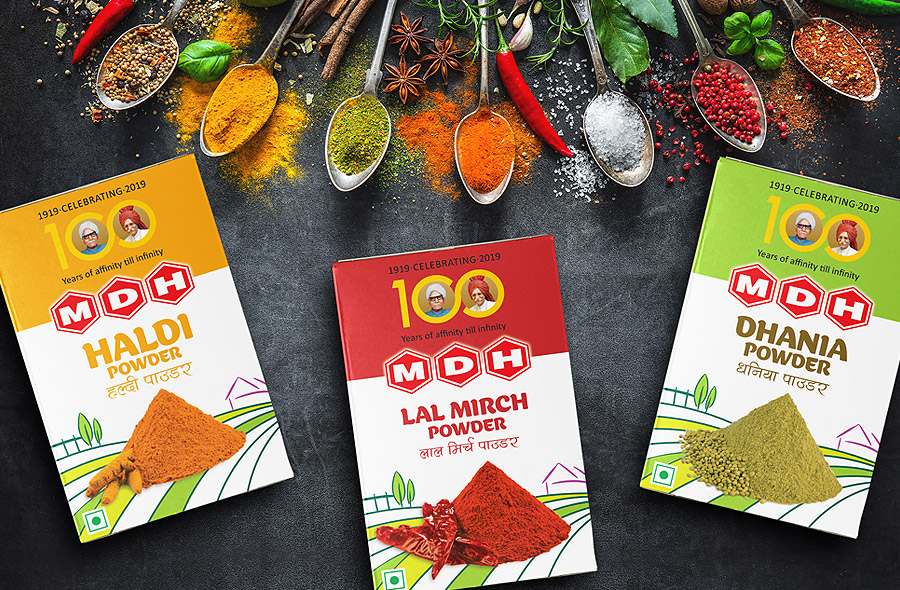 1919·CELEBRATING·2019
100
Years of affinity till infinity
MDH
HALDI
POWDER
हल्दी पाउडर
1919·CELEBRATING·2019
100
Years of affinity till infinity
MDH
LAL MIRCH
POWDER
लाल मिर्च पाउडर
1919·CELEBRATING·2019
100
Years of affinity till infinity
MDH
DHANIA
POWDER
धनिया पाउडर